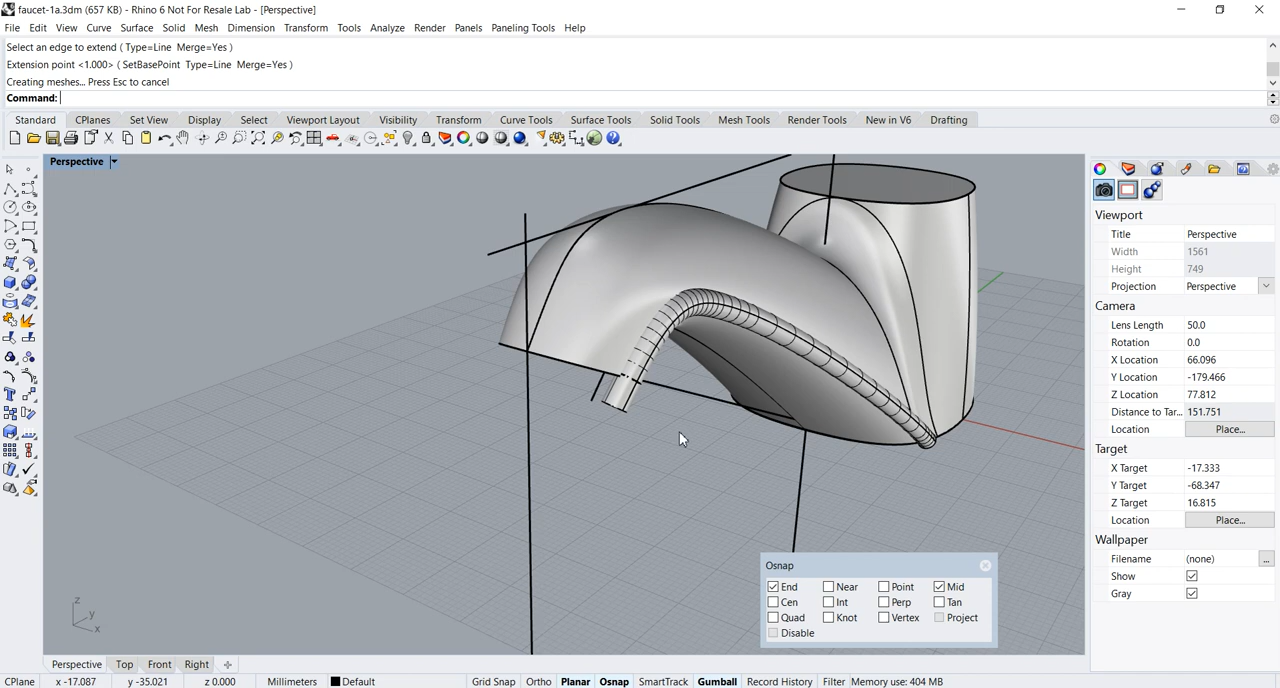 faucet-1a.3dm (657 KB) - Rhino 6 Not For Resale Lab - [Perspective]
File Edit View Curve Surface Solid Mesh Dimension Transform Tools Analyze Render Panels Paneling Tools Help
Select an edge to extend ( Type=Line Merge=Yes )
Extension point <1.000> ( SetBasePoint Type=Line Merge=Yes )
Creating meshes... Press Esc to cancel
Command:
Standard CPlanes Set View Display Select Viewport Layout Visibility Transform Curve Tools Surface Tools Solid Tools Mesh Tools Render Tools New in V6 Drafting
Perspective
Viewport
Title Perspective
Width 1561
Height 749
Projection Perspective
Camera
Lens Length 50.0
Rotation 0.0
X Location 66.096
Y Location -179.466
Z Location 77.812
Distance to Tar... 151.751
Location Place...
Target
X Target -17.333
Y Target -68.347
Z Target 16.815
Location Place...
Wallpaper
Filename (none) ...
Show
Gray
Osnap
End Near Point Mid
Cen Int Perp Tan
Quad Knot Vertex Project
Disable
z
y
x
Perspective Top Front Right
CPlane x -17.087 y -35.021 z 0.000 Millimeters Default Grid Snap Ortho Planar Osnap SmartTrack Gumball Record History Filter Memory use: 404 MB